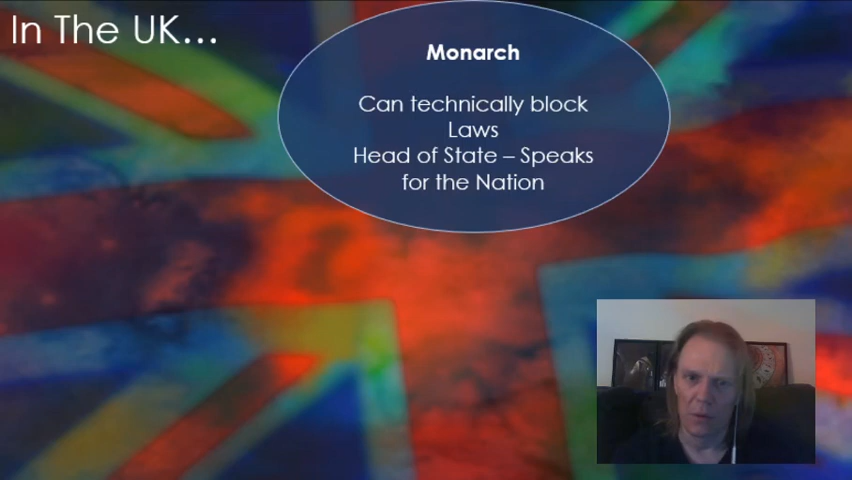 In The UK...
Monarch
Can technically block
Laws
Head of State – Speaks
for the Nation